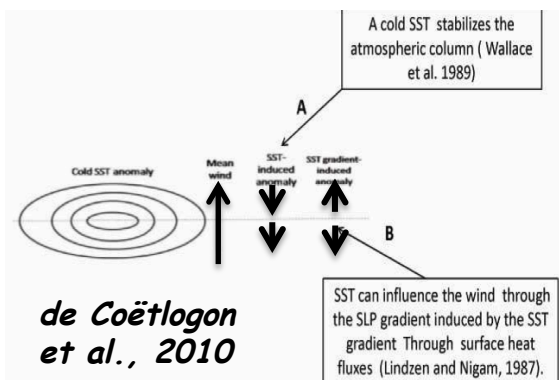 A cold SST stabilizes the
atmospheric column ( Wallace
et al. 1989)
A
Cold SST anomaly
Mean
wind
SST-
induced
anomaly
SST gradient-
induced
anomaly
B
de Coëtlogon
et al., 2010
SST can influence the wind through
the SLP gradient induced by the SST
gradient Through surface heat
fluxes (Lindzen and Nigam, 1987).